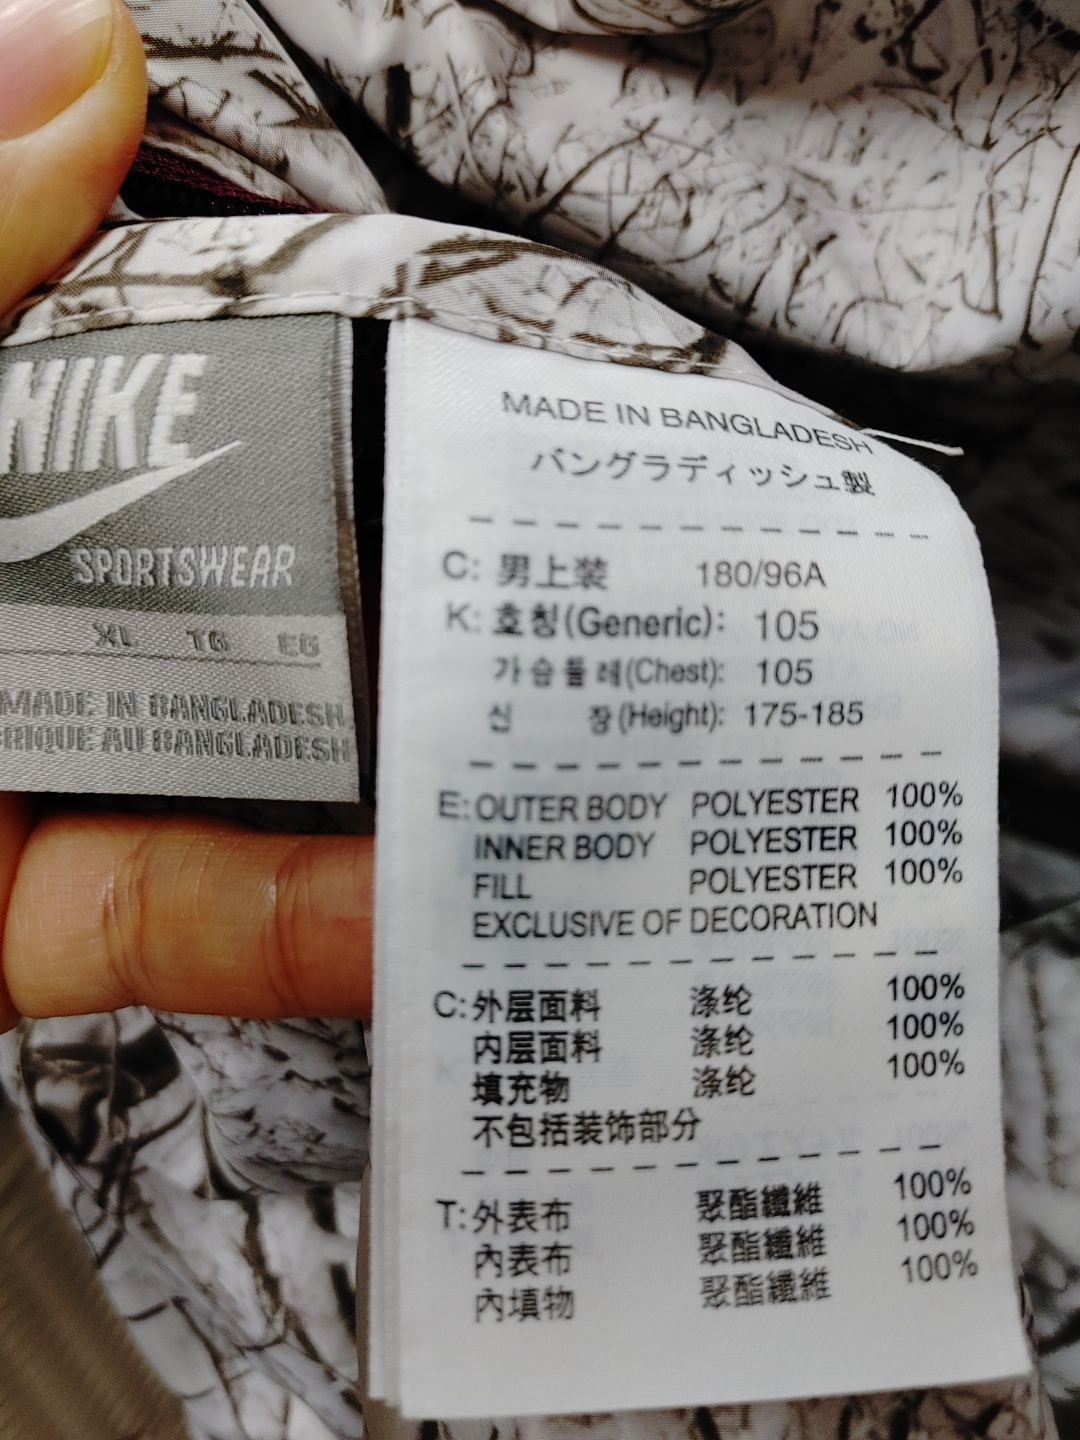 NIKE
SPORTSWEAR
XL TG EG
MADE IN BANGLADESH
RIQUE AU BANGLADESH
MADE IN BANGLADESH
バングラディッシュ製
C: 男上装 180/96A
K: 호칭(Generic): 105
가슴둘레(Chest): 105
신 장(Height): 175-185
E: OUTER BODY POLYESTER 100%
INNER BODY POLYESTER 100%
FILL POLYESTER 100%
EXCLUSIVE OF DECORATION
C: 外层面料 涤纶 100%
内层面料 涤纶 100%
填充物 涤纶 100%
不包括装饰部分
T: 外表布 聚酯纖維 100%
內表布 聚酯纖維 100%
內填物 聚酯纖維 100%